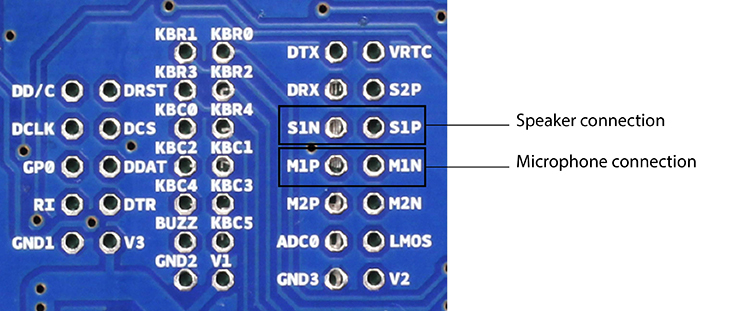 KBR1 KBR0
DTX VRTC
KBR3 KBR2
DD/C DRST DRX S2P
KBC0 KBR4
DCLK DCS S1N S1P Speaker connection
KBC2 KBC1
GP0 DDAT M1P M1N Microphone connection
KBC4 KBC3
RI DTR M2P M2N
BUZZ KBC5
GND1 V3 ADC0 LMOS
GND2 V1
GND3 V2